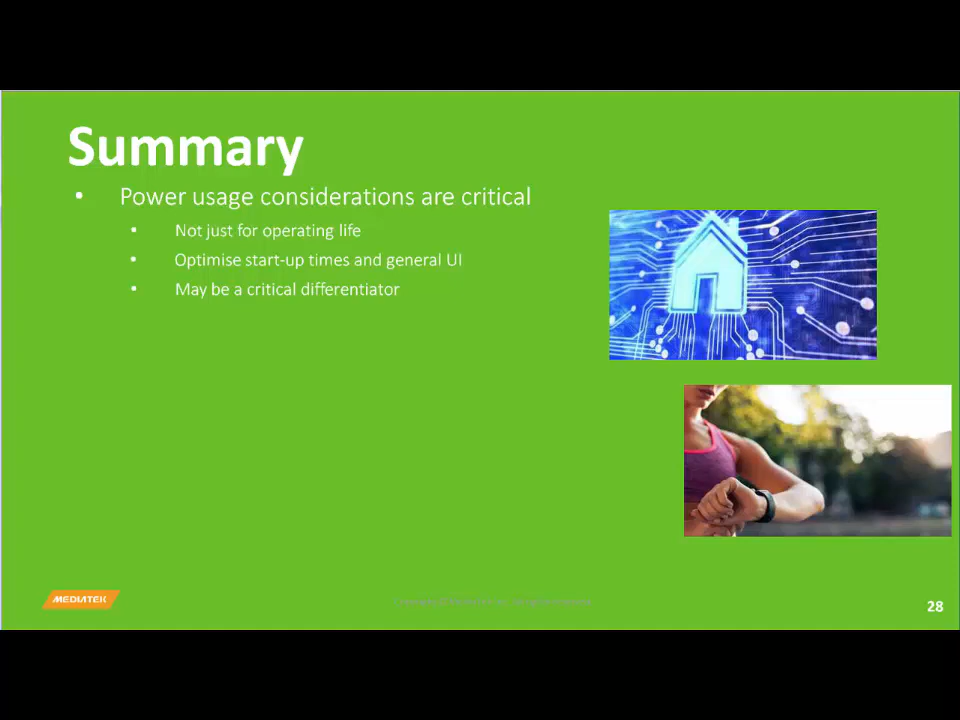 Summary
• Power usage considerations are critical
• Not just for operating life
• Optimise start-up times and general UI
• May be a critical differentiator
MEDIATEK
28